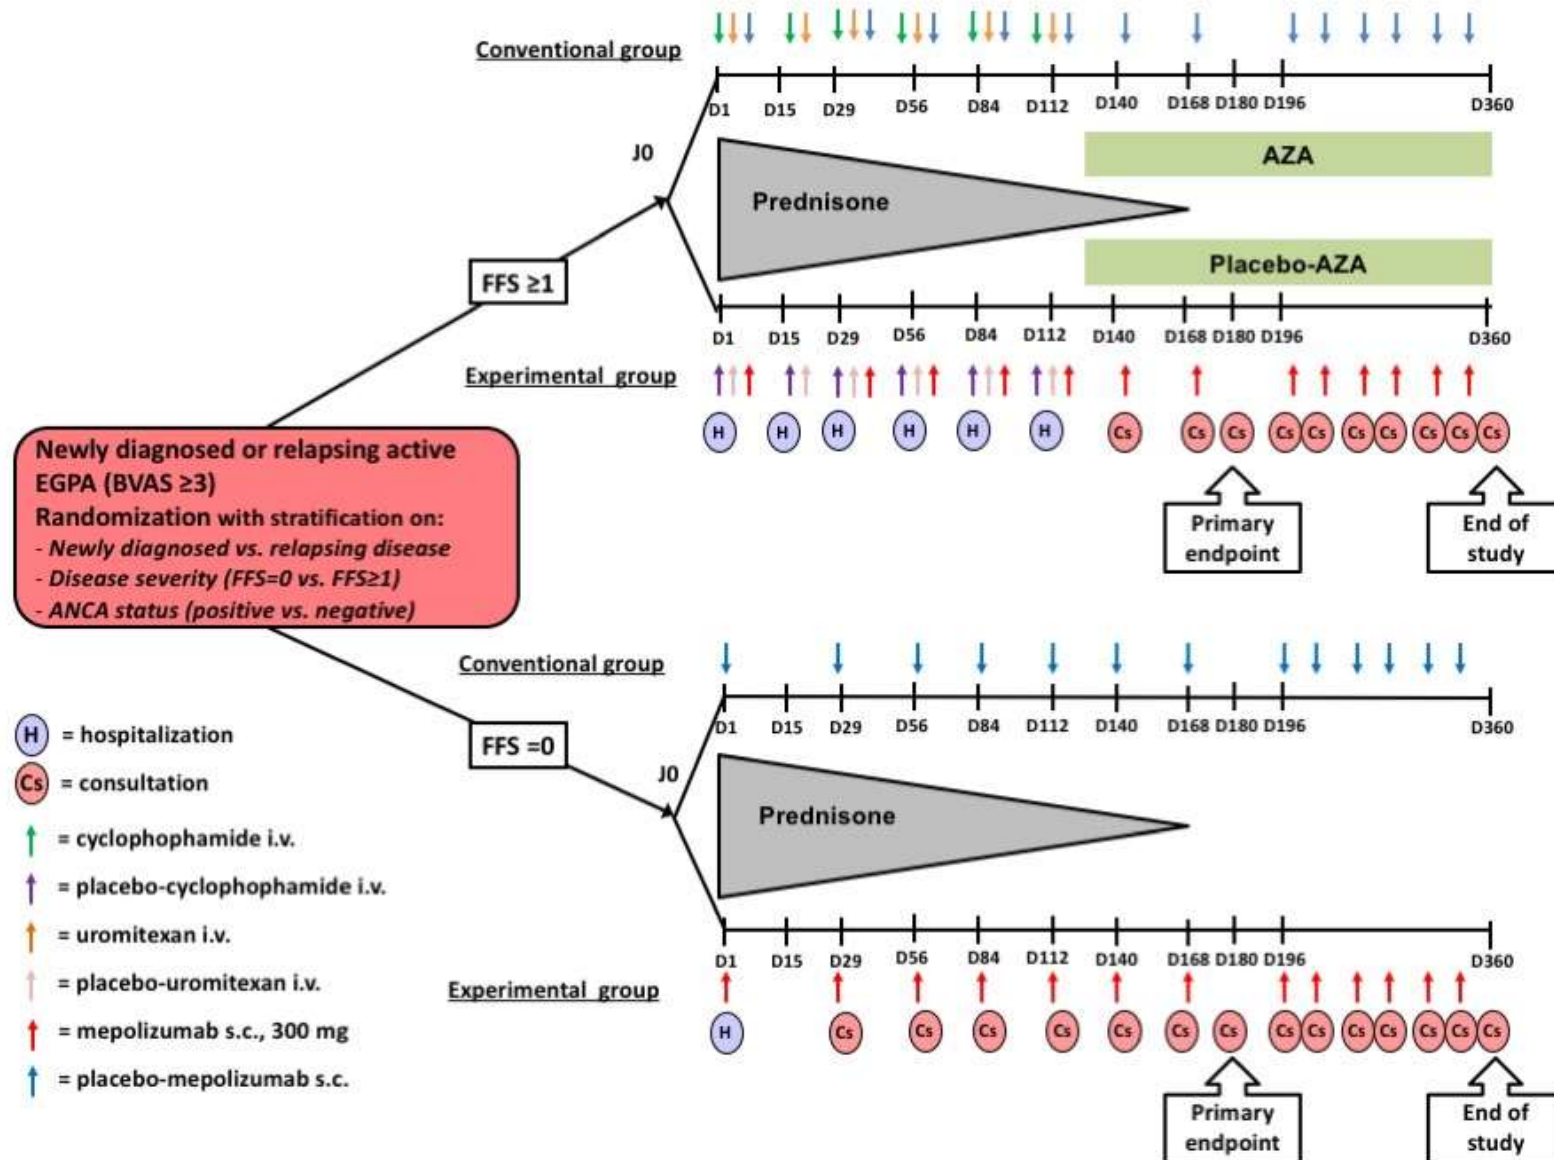 Conventional group
D1 D15 D29 D56 D84 D112 D140 D168 D180 D196 D360
J0
AZA
Prednisone
Placebo-AZA
FFS ≥1
D1 D15 D29 D56 D84 D112 D140 D168 D180 D196 D360
Experimental group
H H H H H H Cs Cs Cs Cs Cs Cs Cs Cs Cs Cs
Primary
endpoint
End of
study
Newly diagnosed or relapsing active
EGPA (BVAS ≥3)
Randomization with stratification on:
- Newly diagnosed vs. relapsing disease
- Disease severity (FFS=0 vs. FFS≥1)
- ANCA status (positive vs. negative)
Conventional group
D1 D15 D29 D56 D84 D112 D140 D168 D180 D196 D360
FFS =0
J0
Prednisone
D1 D15 D29 D56 D84 D112 D140 D168 D180 D196 D360
Experimental group
H Cs Cs Cs Cs Cs Cs Cs Cs Cs Cs Cs Cs Cs Cs
Primary
endpoint
End of
study
H = hospitalization
Cs = consultation
= cyclophophamide i.v.
= placebo-cyclophophamide i.v.
= uromitexan i.v.
= placebo-uromitexan i.v.
= mepolizumab s.c., 300 mg
= placebo-mepolizumab s.c.